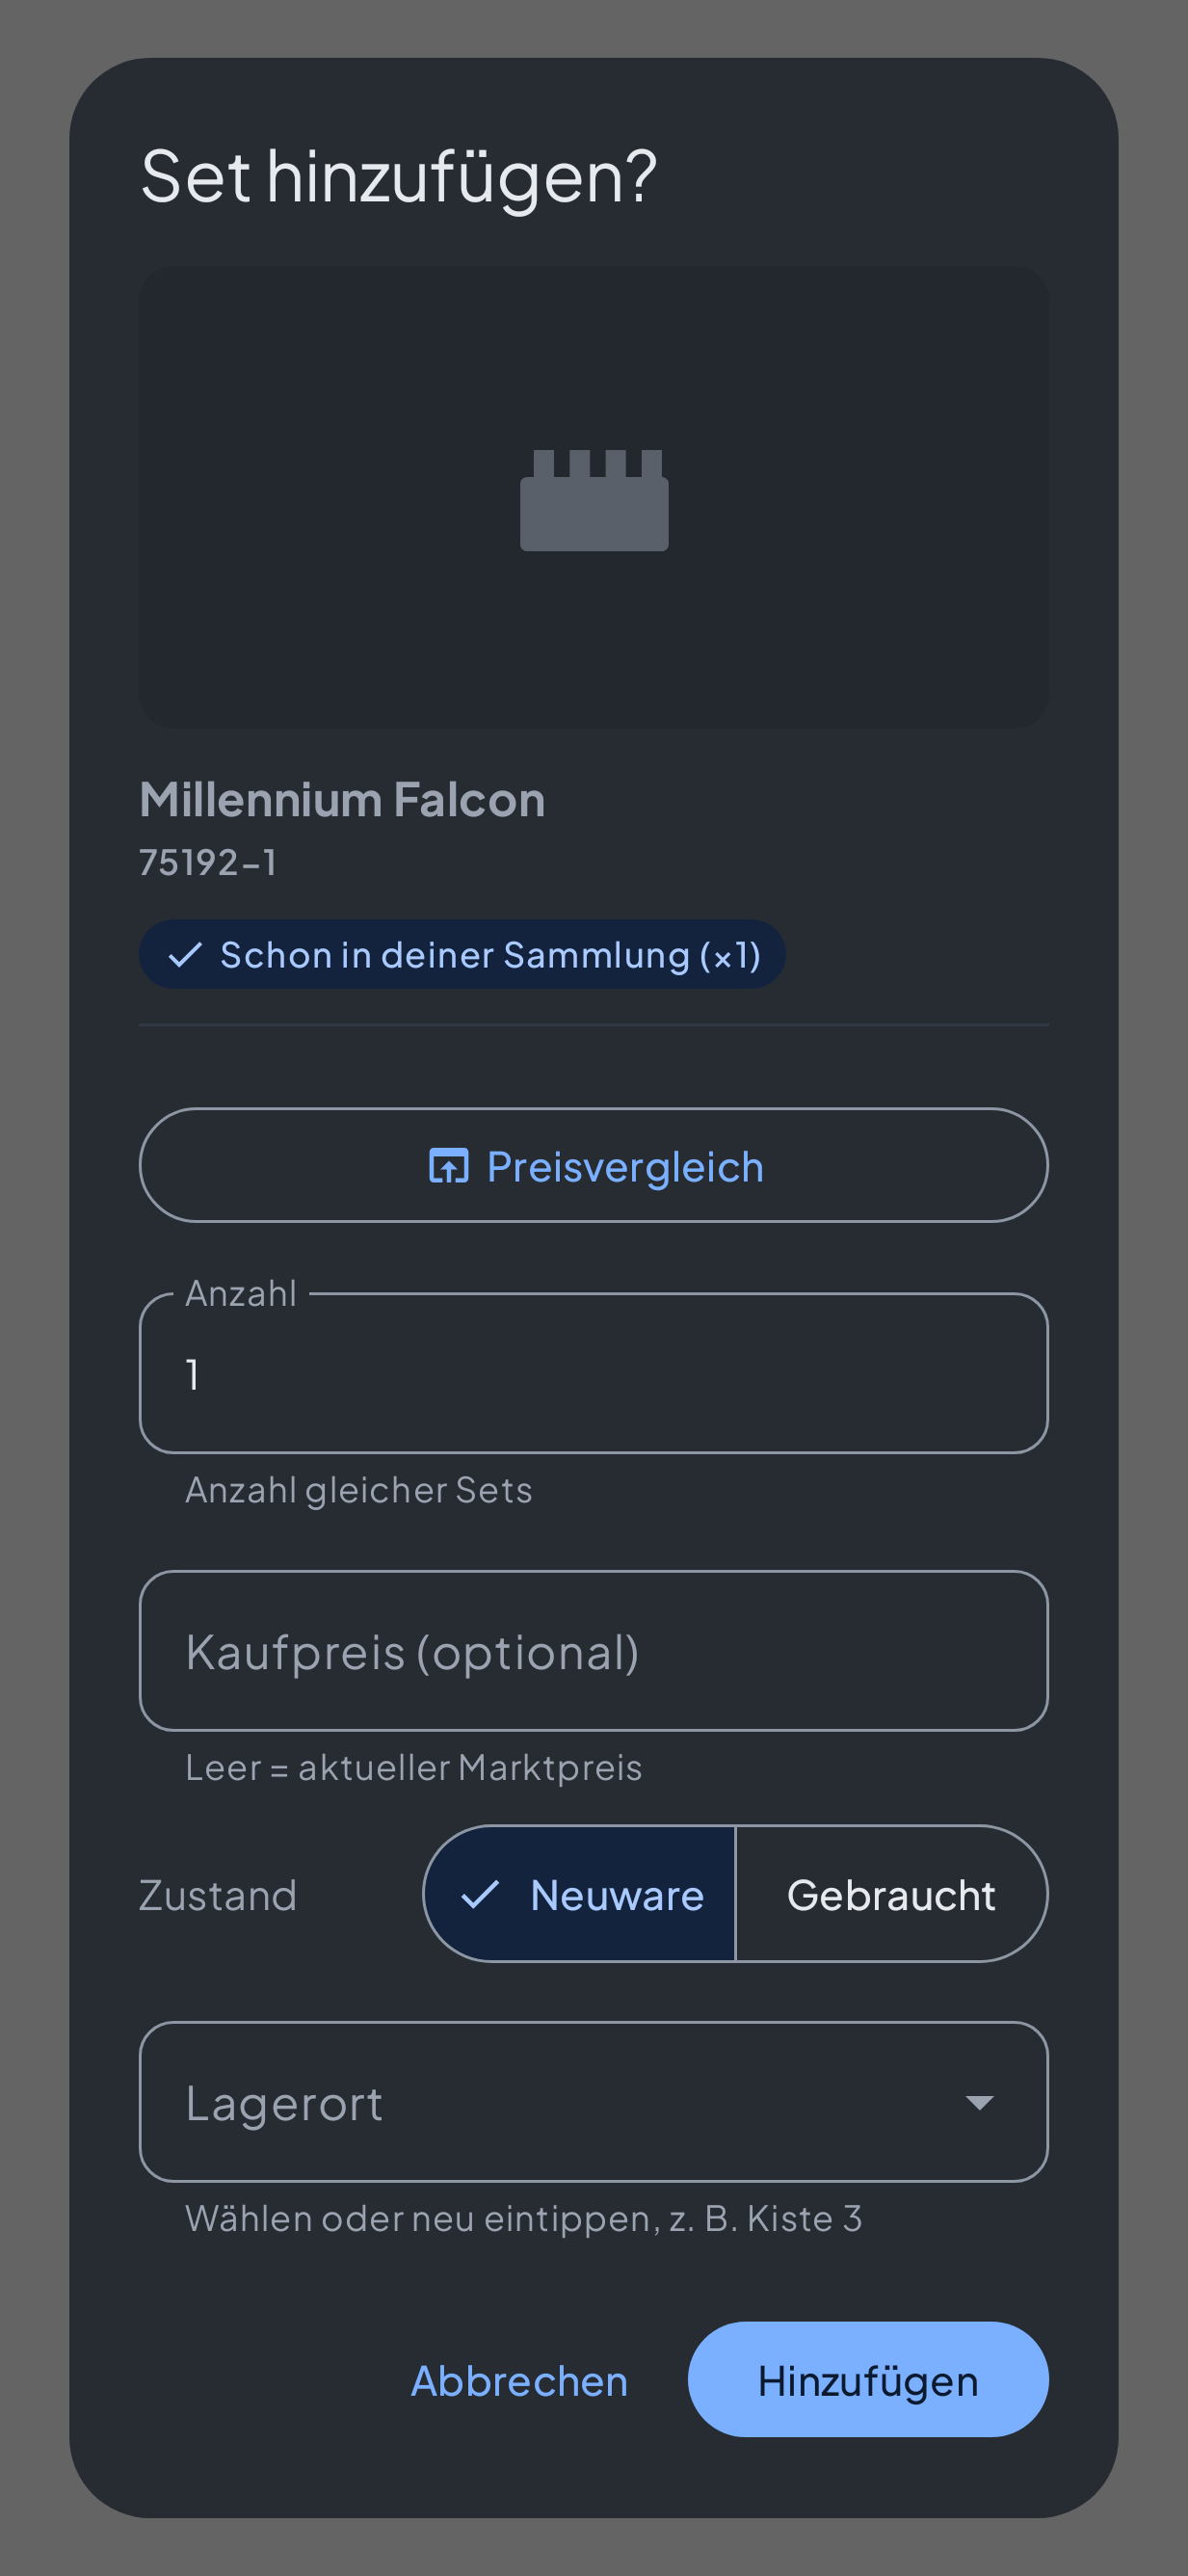 Set hinzufügen?
Millennium Falcon
75192-1
Schon in deiner Sammlung (×1)
Preisvergleich
Anzahl
1
Anzahl gleicher Sets
Kaufpreis (optional)
Leer = aktueller Marktpreis
Zustand Neuware Gebraucht
Lagerort
Wählen oder neu eintippen, z. B. Kiste 3
Abbrechen Hinzufügen